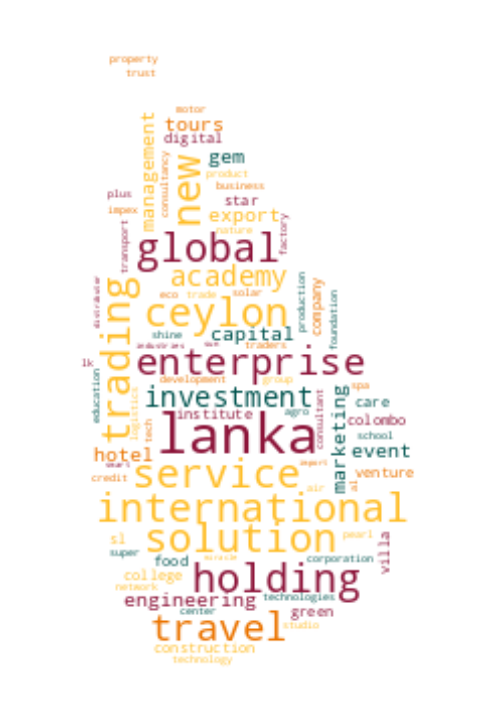 property
trust
motor
tours
digital
management
consultancy
new
gem
product
business
plus
star
impex
export
nature
factory
transport
global
academy
distributor
trading
eco trade solar
production
company
foundation
ceylon
shine
capital
industries sun traders
lk
enterprise
development group
education
investment
logistics
institute
agro
consultant
marketing
spa
care
tech
lanka
colombo
school
hotel
event
smart
import
credit
service
venture
air
al
international
sl
solution
pearl
super
villa
food
miracle
corporation
college
holding
network
engineering
technologies
center
green
travel
studio
construction
technology